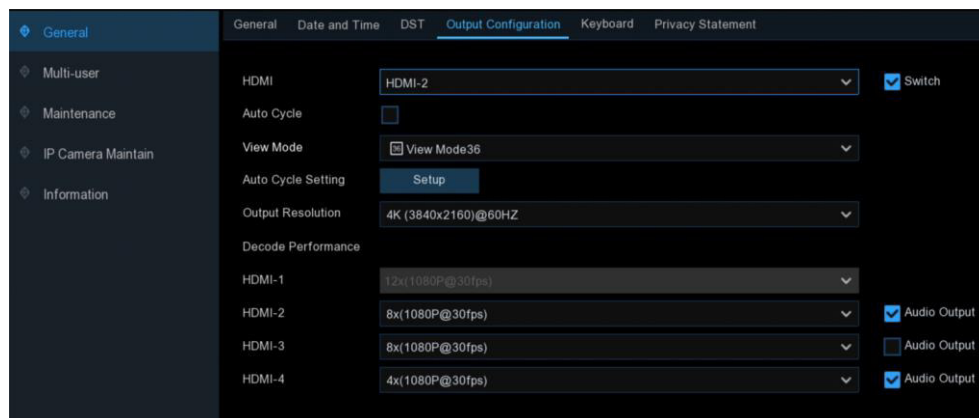 General
Multi-user
Maintenance
IP Camera Maintain
Information
General Date and Time DST Output Configuration Keyboard Privacy Statement
HDMI HDMI-2 Switch
Auto Cycle
View Mode 36 View Mode36
Auto Cycle Setting Setup
Output Resolution 4K (3840x2160)@60HZ
Decode Performance
HDMI-1 12x(1080P@30fps)
HDMI-2 8x(1080P@30fps) Audio Output
HDMI-3 8x(1080P@30fps) Audio Output
HDMI-4 4x(1080P@30fps) Audio Output